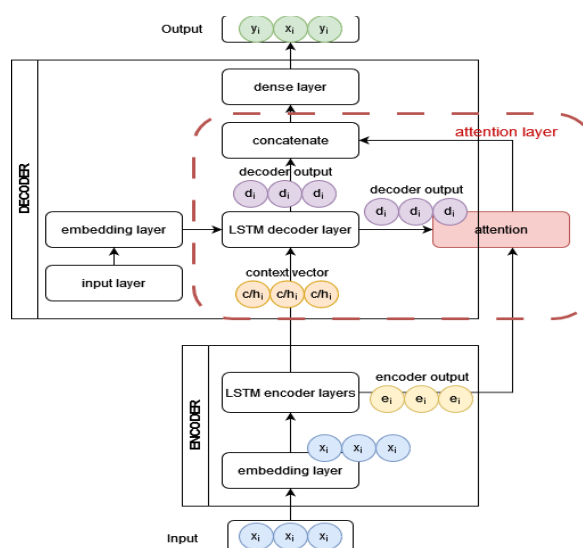 Output
yᵢ xᵢ yᵢ
dense layer
concatenate
attention layer
decoder output
dᵢ dᵢ dᵢ
decoder output
dᵢ dᵢ dᵢ
DECODER
embedding layer
LSTM decoder layer
attention
input layer
context vector
c/hᵢ c/hᵢ c/hᵢ
ENCODER
LSTM encoder layers
encoder output
eᵢ eᵢ eᵢ
xᵢ xᵢ xᵢ
embedding layer
Input
xᵢ xᵢ xᵢ